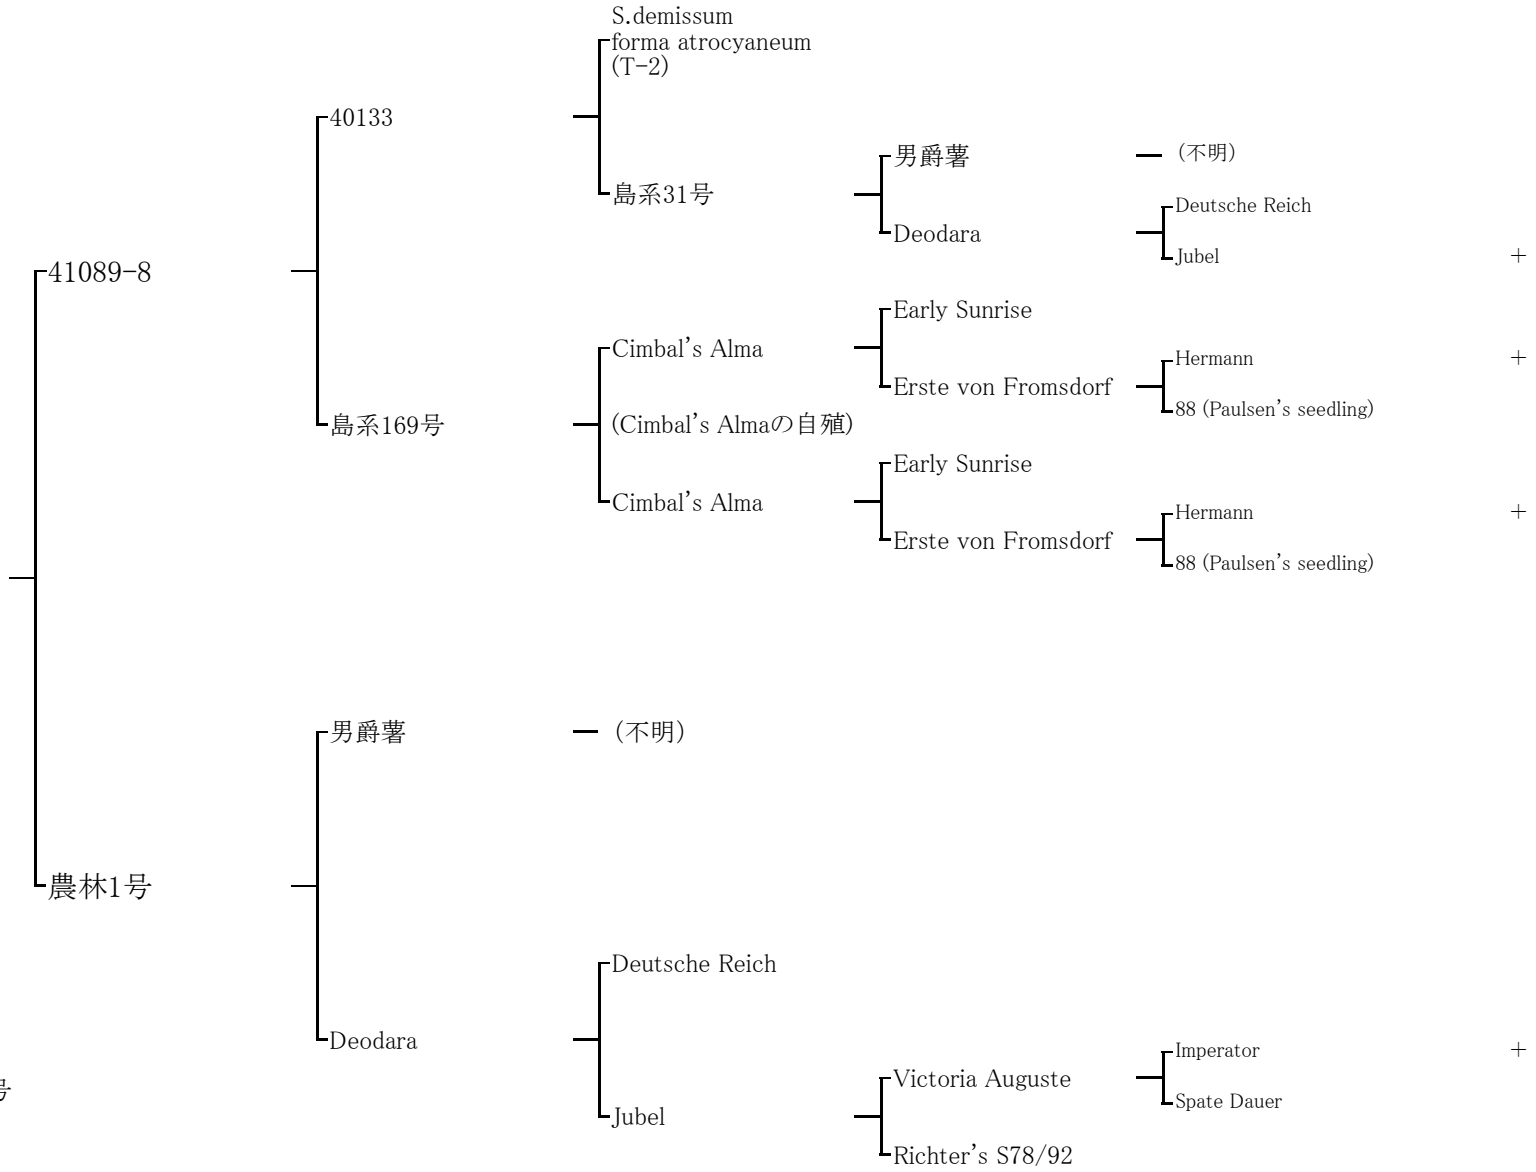 S.demissum
forma atrocyaneum
(T-2)
40133
男爵薯
(不明)
島系31号
Deutsche Reich
Deodara
Jubel
+
41089-8
Early Sunrise
Cimbal's Alma
Hermann
+
Erste von Fromsdorf
88 (Paulsen's seedling)
島系169号
(Cimbal's Almaの自殖)
Early Sunrise
Cimbal's Alma
Hermann
+
Erste von Fromsdorf
88 (Paulsen's seedling)
男爵薯
(不明)
農林1号
Deutsche Reich
Deodara
Imperator
+
Victoria Auguste
号
Spate Dauer
Jubel
Richter's S78/92